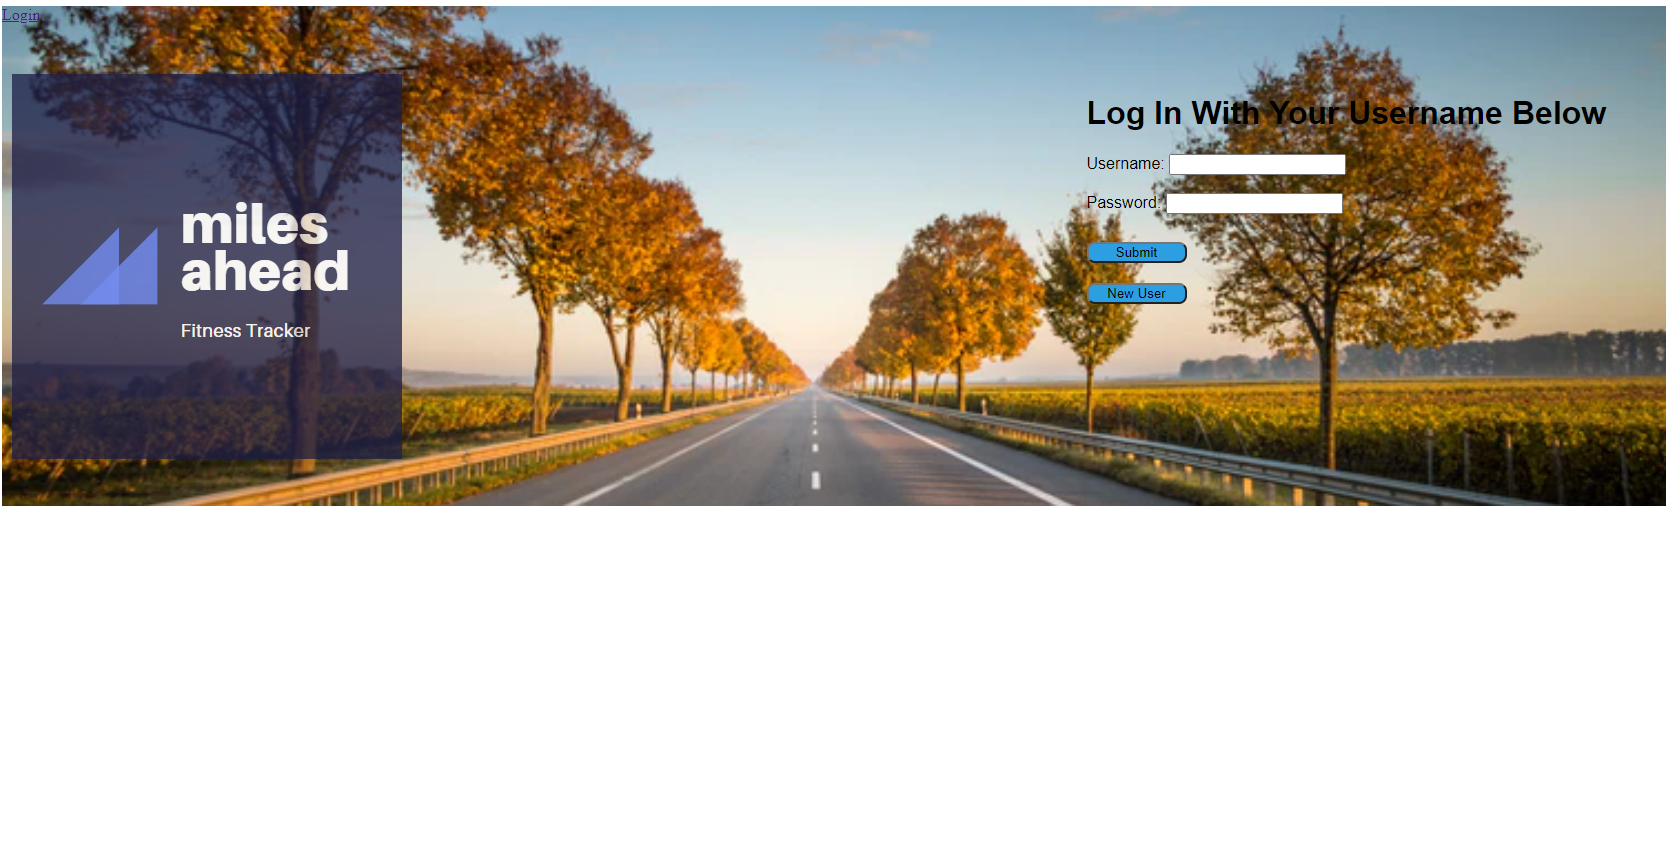 Login
miles
ahead
Fitness Tracker
Log In With Your Username Below
Username:
Password:
Submit
New User